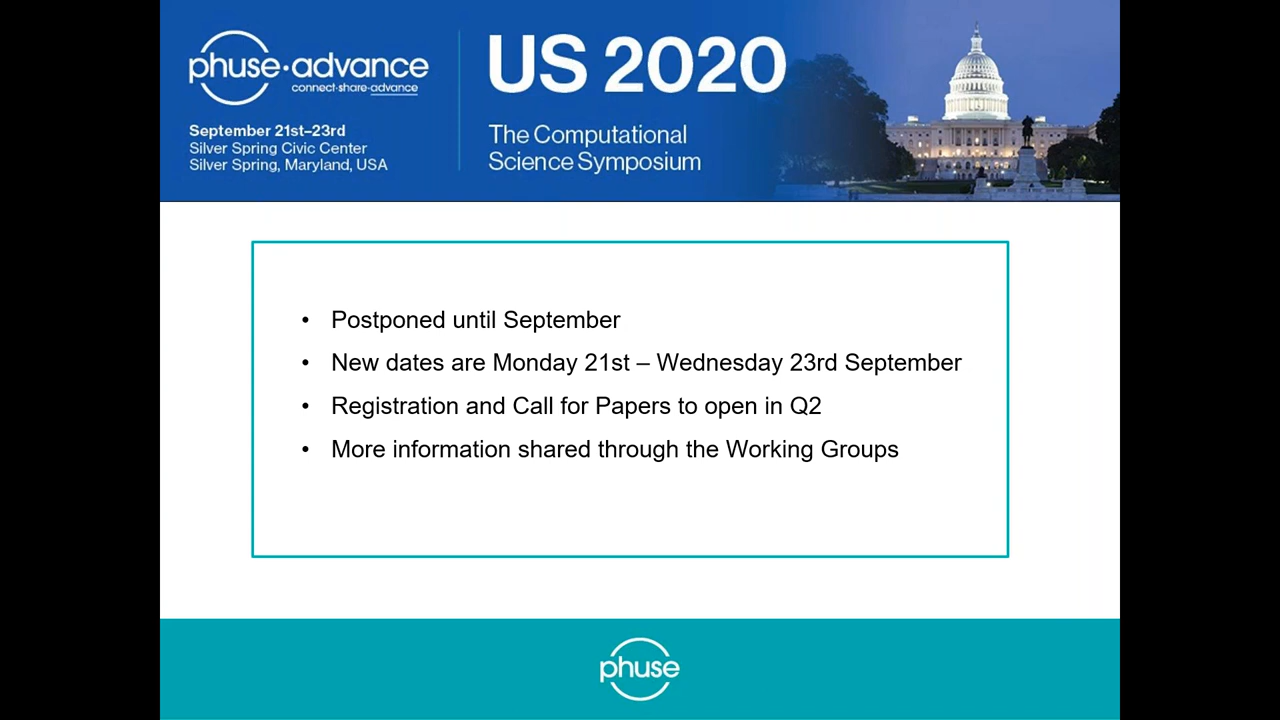 phuse•advance
connect•share•advance
September 21st–23rd
Silver Spring Civic Center
Silver Spring, Maryland, USA
US 2020
The Computational
Science Symposium
• Postponed until September
• New dates are Monday 21st – Wednesday 23rd September
• Registration and Call for Papers to open in Q2
• More information shared through the Working Groups
phuse